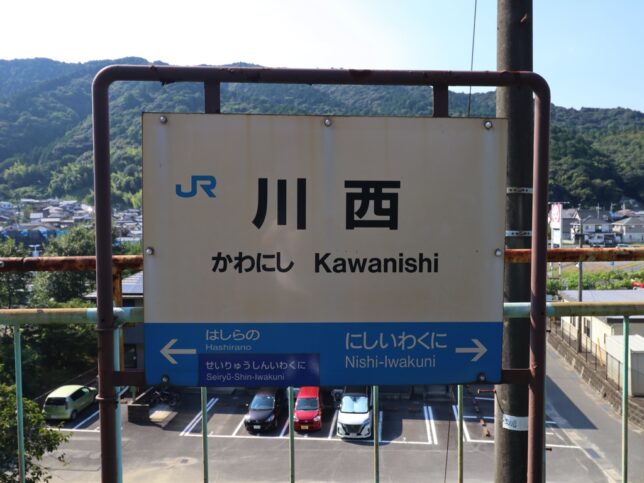 JR
川西
かわにし Kawanishi
はしらの
Hashirano
せいりゅうしんいわくに
Seiryū-Shin-Iwakuni
にしいわくに
Nishi-Iwakuni